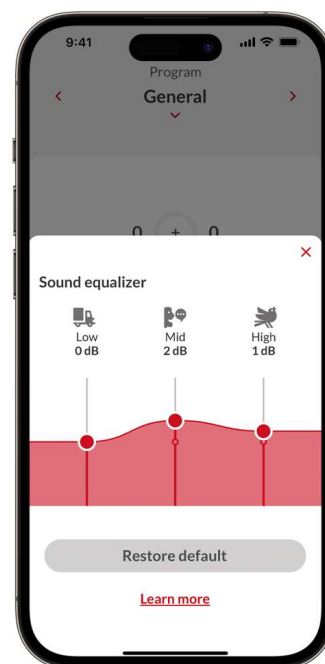 9:41
Program
General
0 + 0
Sound equalizer
Low Mid High
0 dB 2 dB 1 dB
Restore default
Learn more